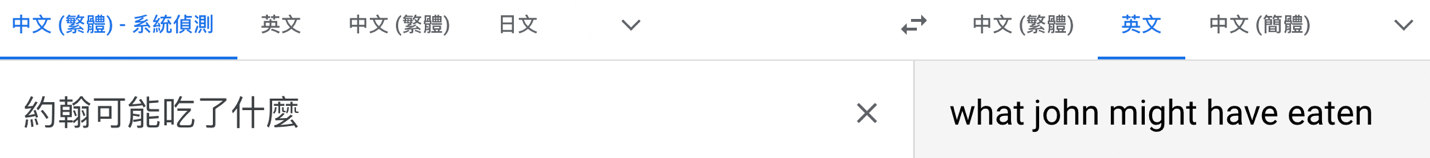 中文 (繁體) - 系統偵測 英文 中文 (繁體) 日文 中文 (繁體) 英文 中文 (簡體)
約翰可能吃了什麼 what john might have eaten